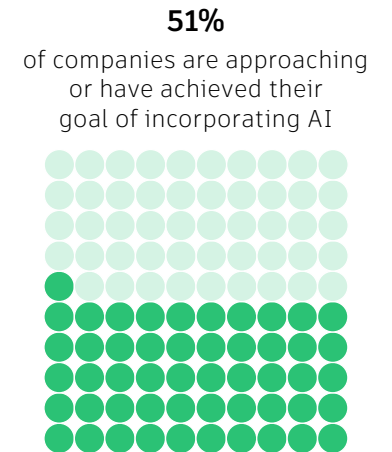 51%
of companies are approaching
or have achieved their
goal of incorporating AI